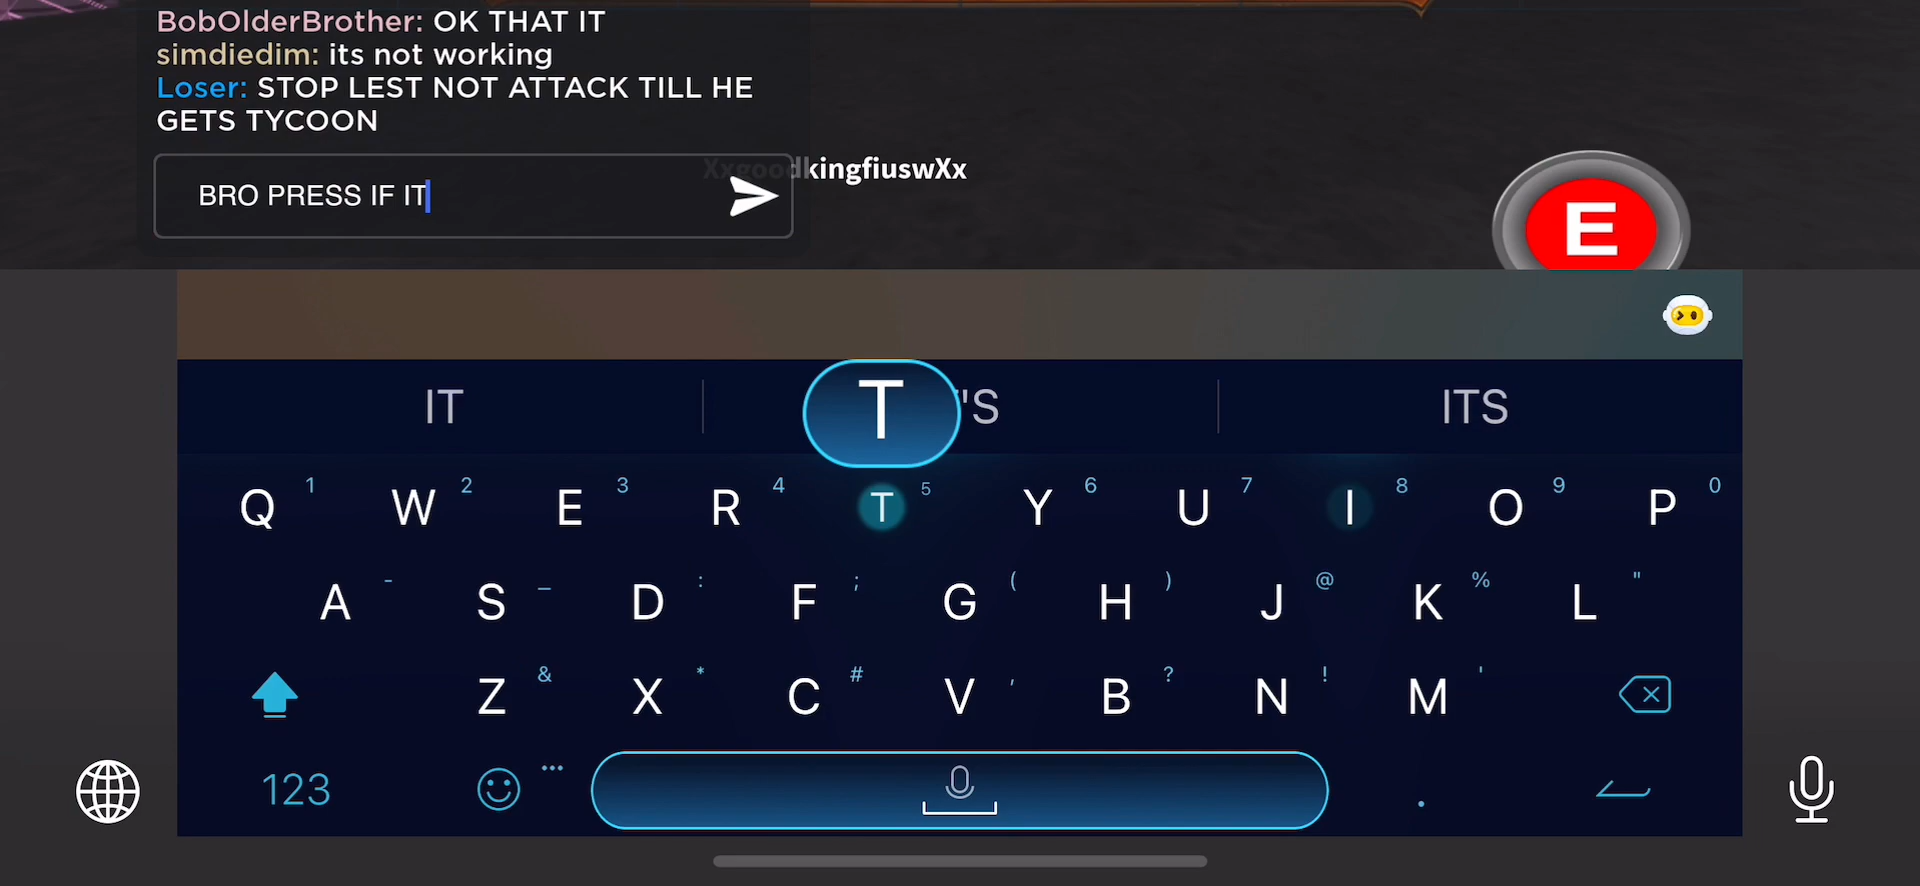 BobOlderBrother: OK THAT IT
simdiedim: its not working
Loser: STOP LEST NOT ATTACK TILL HE
GETS TYCOON
XxgoodkingfiuswXx
BRO PRESS IF IT
E
IT T 'S ITS
Q 1 W 2 E 3 R 4 T 5 Y 6 U 7 I 8 O 9 P 0
A - S _ D : F ; G ( H ) J @ K % L "
Z & X * C # V , B ? N ! M '
123 ... .